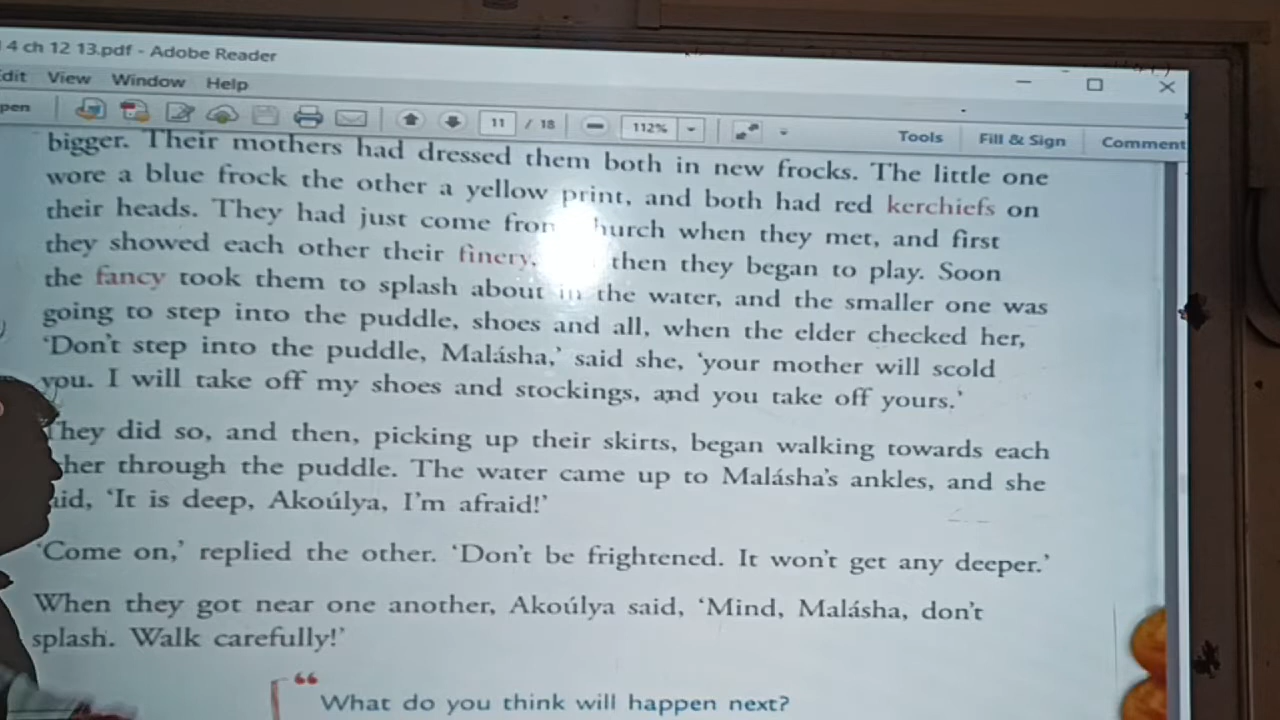 4 ch 12 13.pdf - Adobe Reader
Edit View Window Help
Open 11 / 18 112% Tools Fill & Sign Comment
bigger. Their mothers had dressed them both in new frocks. The little one
wore a blue frock the other a yellow print, and both had red kerchiefs on
their heads. They had just come from church when they met, and first
they showed each other their finery, then they began to play. Soon
the fancy took them to splash about in the water, and the smaller one was
going to step into the puddle, shoes and all, when the elder checked her,
‘Don’t step into the puddle, Malásha,’ said she, ‘your mother will scold
you. I will take off my shoes and stockings, and you take off yours.’
They did so, and then, picking up their skirts, began walking towards each
other through the puddle. The water came up to Malásha’s ankles, and she
said, ‘It is deep, Akoúlya, I’m afraid!’
‘Come on,’ replied the other. ‘Don’t be frightened. It won’t get any deeper.’
When they got near one another, Akoúlya said, ‘Mind, Malásha, don’t
splash. Walk carefully!’
“What do you think will happen next?